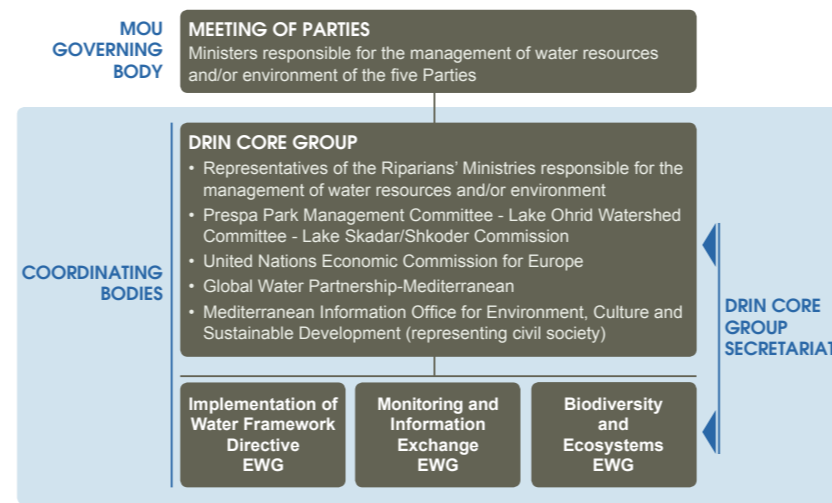 MOU
GOVERNING
BODY
MEETING OF PARTIES
Ministers responsible for the management of water resources
and/or environment of the five Parties
COORDINATING
BODIES
DRIN CORE GROUP
• Representatives of the Riparians' Ministries responsible for the
management of water resources and/or environment
• Prespa Park Management Committee - Lake Ohrid Watershed
Committee - Lake Skadar/Shkoder Commission
• United Nations Economic Commission for Europe
• Global Water Partnership-Mediterranean
• Mediterranean Information Office for Environment, Culture and
Sustainable Development (representing civil society)
DRIN CORE
GROUP
SECRETARIAT
Implementation of
Water Framework
Directive
EWG
Monitoring and
Information
Exchange
EWG
Biodiversity
and
Ecosystems
EWG